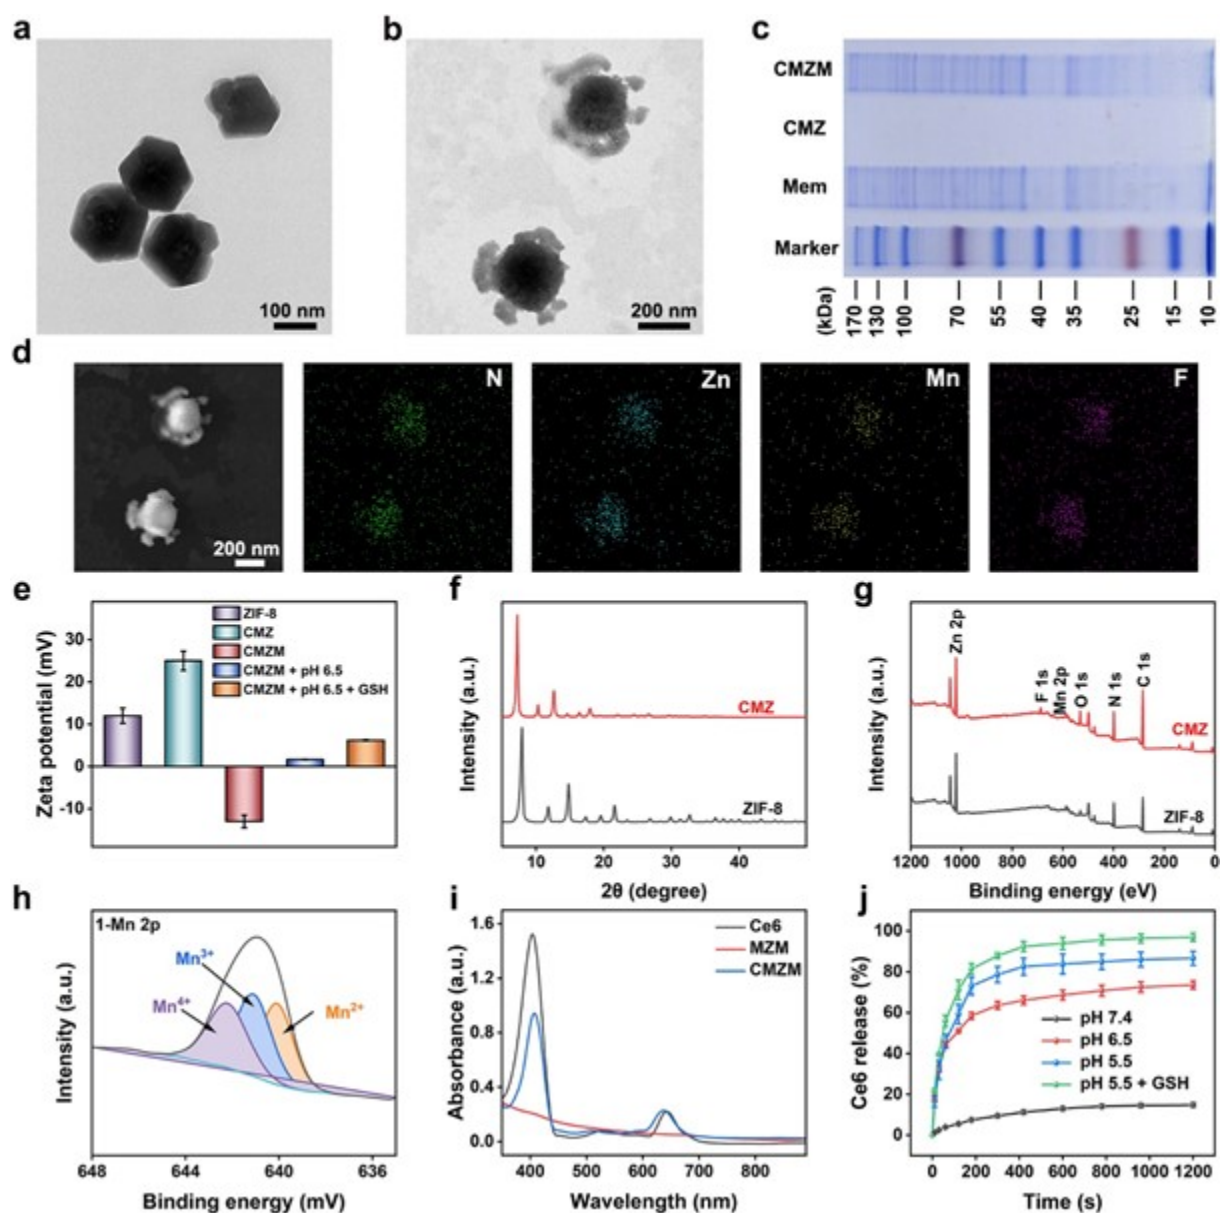 a
b
c
100 nm
200 nm
CMZM
CMZ
Mem
Marker
(kDa)
170
130
100
70
55
40
35
25
15
10
d
200 nm
N
Zn
Mn
F
e
Zeta potential (mV)
30
20
10
0
-10
ZIF-8
CMZ
CMZM
CMZM + pH 6.5
CMZM + pH 6.5 + GSH
f
Intensity (a.u.)
CMZ
ZIF-8
10 20 30 40
2θ (degree)
g
Intensity (a.u.)
Zn 2p
F 1s
Mn 2p
O 1s
N 1s
C 1s
CMZ
ZIF-8
1200 1000 800 600 400 200 0
Binding energy (eV)
h
Intensity (a.u.)
1-Mn 2p
Mn³⁺
Mn⁴⁺
Mn²⁺
648 644 640 636
Binding energy (mV)
i
Absorbance (a.u.)
1.6
1.2
0.8
0.4
0.0
Ce6
MZM
CMZM
400 500 600 700 800
Wavelength (nm)
j
Ce6 release (%)
100
80
60
40
20
0
pH 7.4
pH 6.5
pH 5.5
pH 5.5 + GSH
0 200 400 600 800 1000 1200
Time (s)